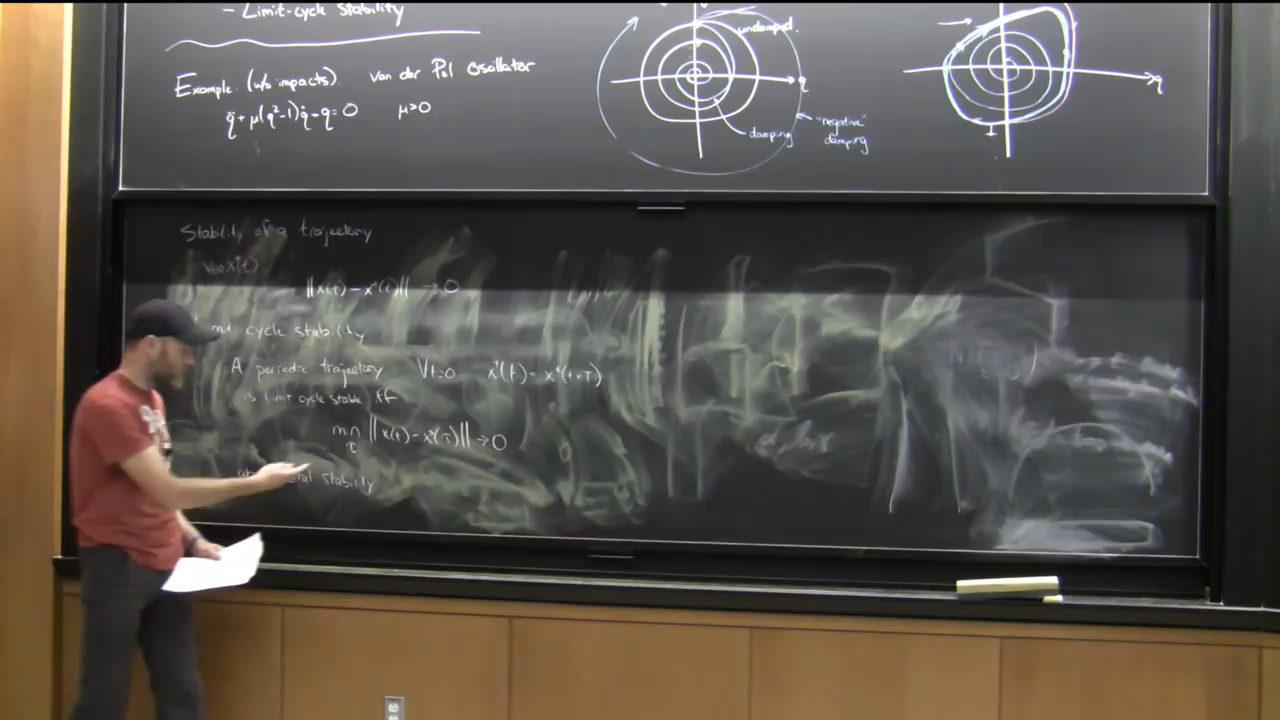 - Limit-cycle stability
Example (w/o impacts). van der Pol Oscillator
q̈ + μ(q²-1)q̇ + q = 0 μ>0
undamped.
q
damping
"negative" damping
q
Stability of a trajectory
||x(t) - x*(t)|| → 0
cycle stability
A periodic trajectory ∀t≥0 x*(t) = x*(t+τ)
is limit cycle stable iff
min τ ||x(t) - x*(τ)|| → 0
stability